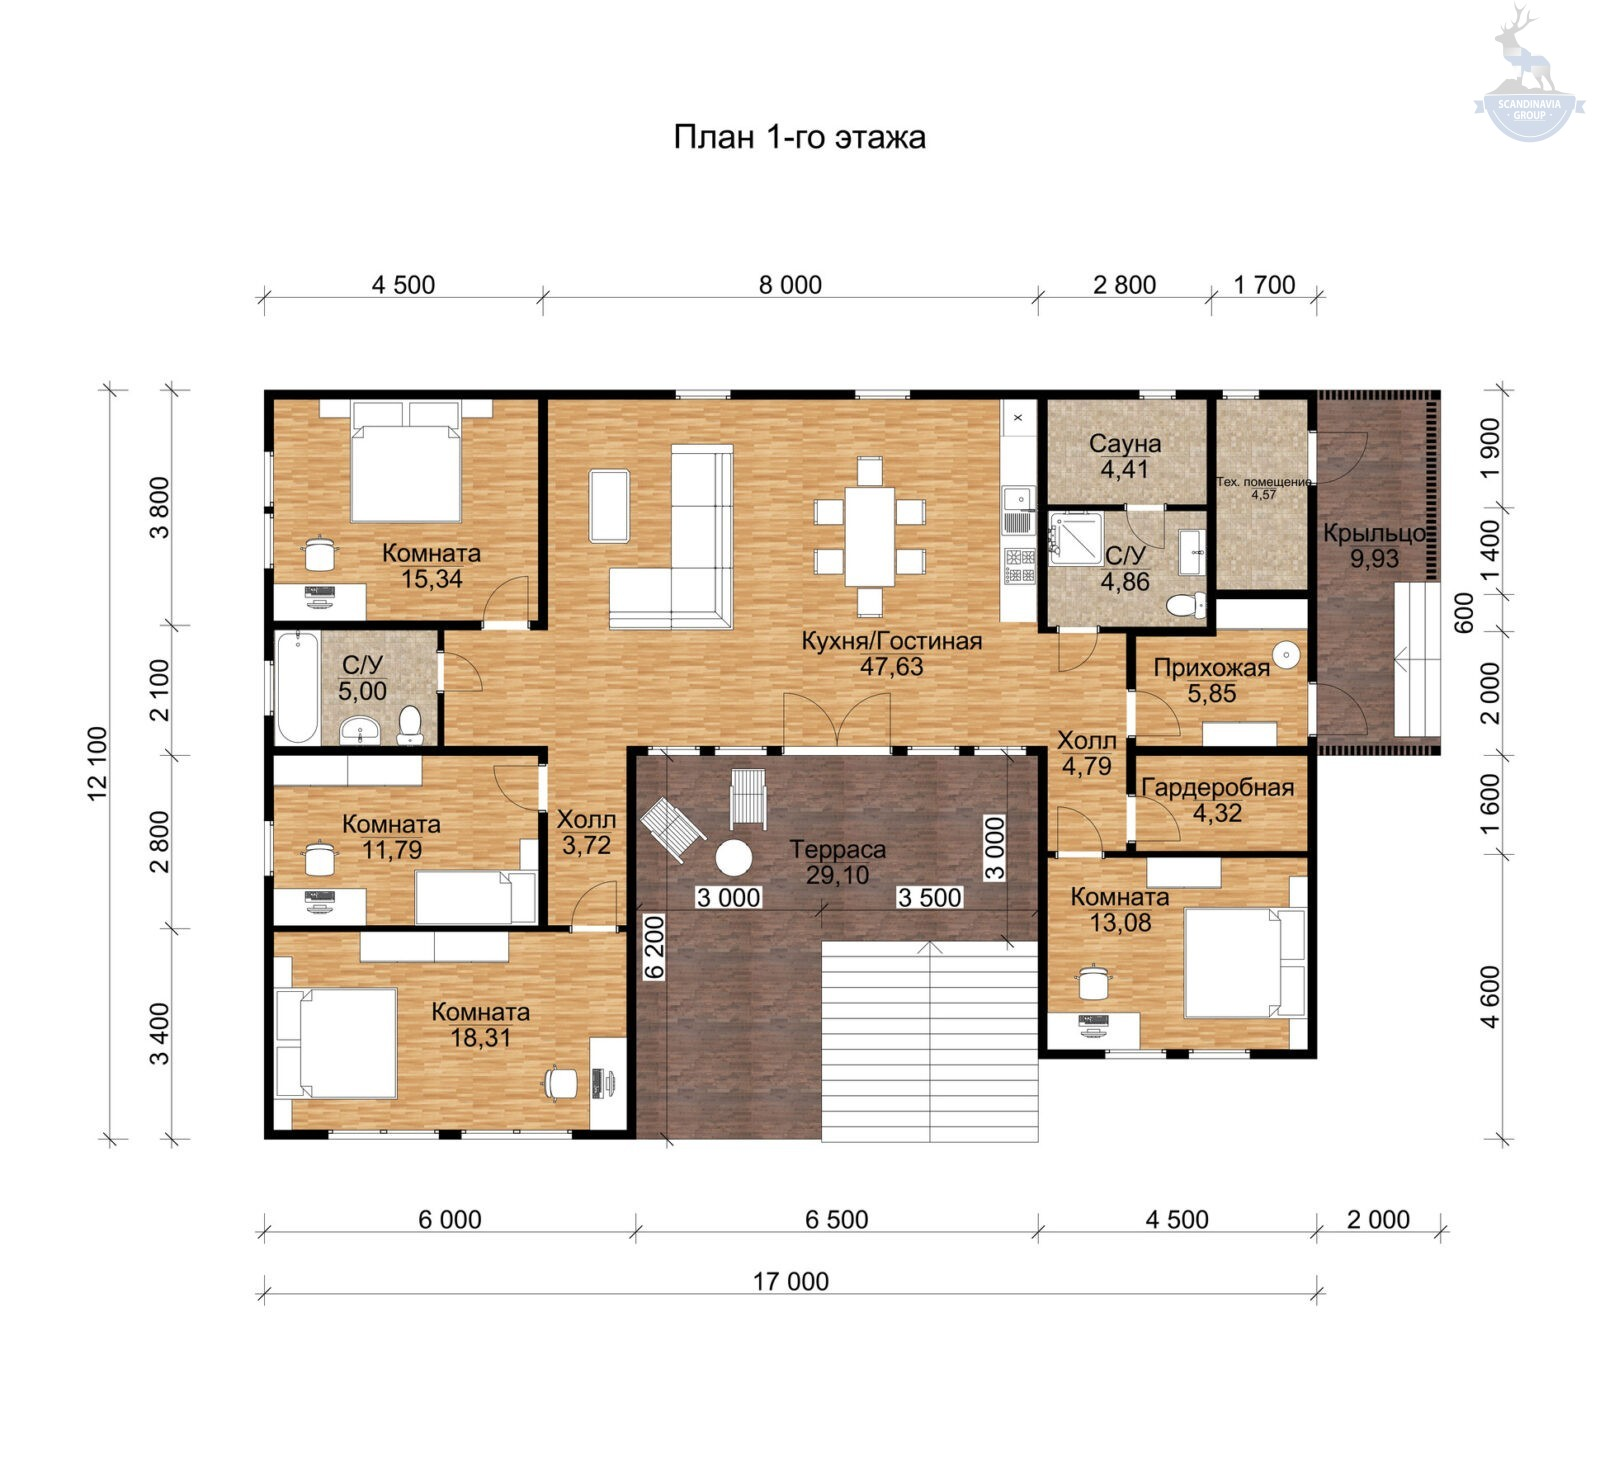 SCANDINAVIA
GROUP
План 1-го этажа
4 500
8 000
2 800
1 700
12 100
3 800
2 100
2 800
3 400
1 900
1 400
600
2 000
1 600
4 600
Комната
15,34
Сауна
4,41
Тех. помещение
4,57
Крыльцо
9,93
С/У
4,86
Кухня/Гостиная
47,63
С/У
5,00
Прихожая
5,85
Холл
4,79
Гардеробная
4,32
Комната
11,79
Холл
3,72
Терраса
29,10
3 000
3 000
3 500
6 200
Комната
13,08
Комната
18,31
x
6 000
6 500
4 500
2 000
17 000